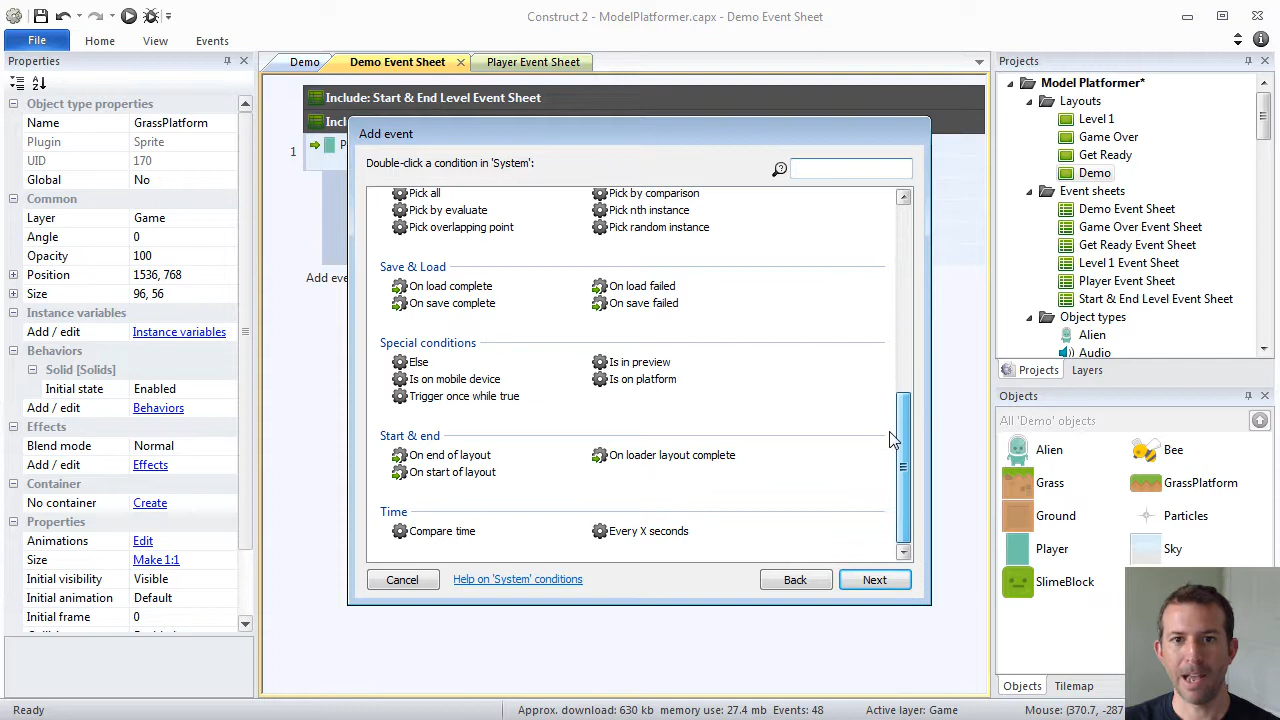 Construct 2 - ModelPlatformer.capx - Demo Event Sheet
File Home View Events
Properties
Object type properties
Name GrassPlatform
Plugin Sprite
UID 170
Global No
Common
Layer Game
Angle 0
Opacity 100
Position 1536, 768
Size 96, 56
Instance variables
Add / edit Instance variables
Behaviors
Solid [Solids]
Initial state Enabled
Add / edit Behaviors
Effects
Blend mode Normal
Add / edit Effects
Container
No container Create
Properties
Animations Edit
Size Make 1:1
Initial visibility Visible
Initial animation Default
Initial frame 0
Demo Demo Event Sheet Player Event Sheet
Include: Start & End Level Event Sheet
Incl
1 P
Add eve
Add event
Double-click a condition in 'System':
Pick all Pick by comparison
Pick by evaluate Pick nth instance
Pick overlapping point Pick random instance
Save & Load
On load complete On load failed
On save complete On save failed
Special conditions
Else Is in preview
Is on mobile device Is on platform
Trigger once while true
Start & end
On end of layout On loader layout complete
On start of layout
Time
Compare time Every X seconds
Cancel Help on 'System' conditions Back Next
Projects
Model Platformer*
Layouts
Level 1
Game Over
Get Ready
Demo
Event sheets
Demo Event Sheet
Game Over Event Sheet
Get Ready Event Sheet
Level 1 Event Sheet
Player Event Sheet
Start & End Level Event Sheet
Object types
Alien
Audio
Projects Layers
Objects
All 'Demo' objects
Alien Bee
Grass GrassPlatform
Ground Particles
Player Sky
SlimeBlock
Objects Tilemap
Ready Approx. download: 630 kb memory use: 27.4 mb Events: 48 Active layer: Game Mouse: (370.7, -287